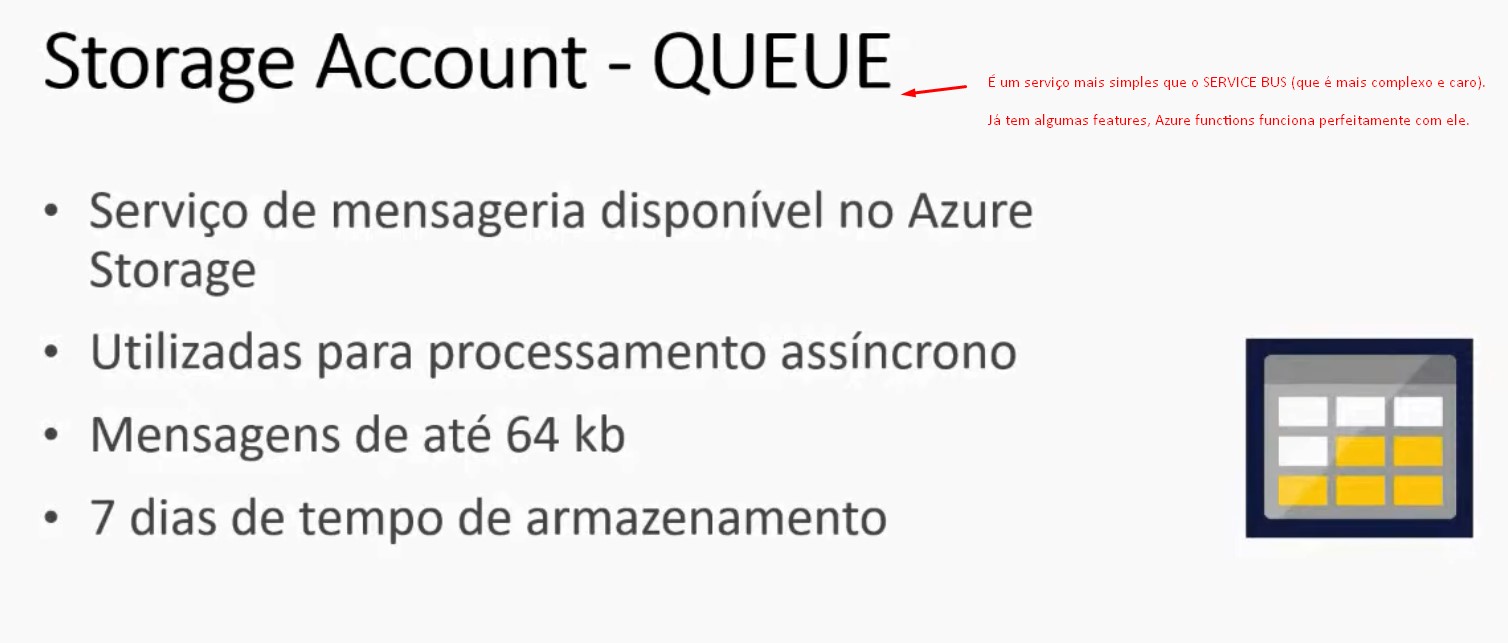 Storage Account - QUEUE
É um serviço mais simples que o SERVICE BUS (que é mais complexo e caro).
Já tem algumas features, Azure functions funciona perfeitamente com ele.
• Serviço de mensageria disponível no Azure
Storage
• Utilizadas para processamento assíncrono
• Mensagens de até 64 kb
• 7 dias de tempo de armazenamento